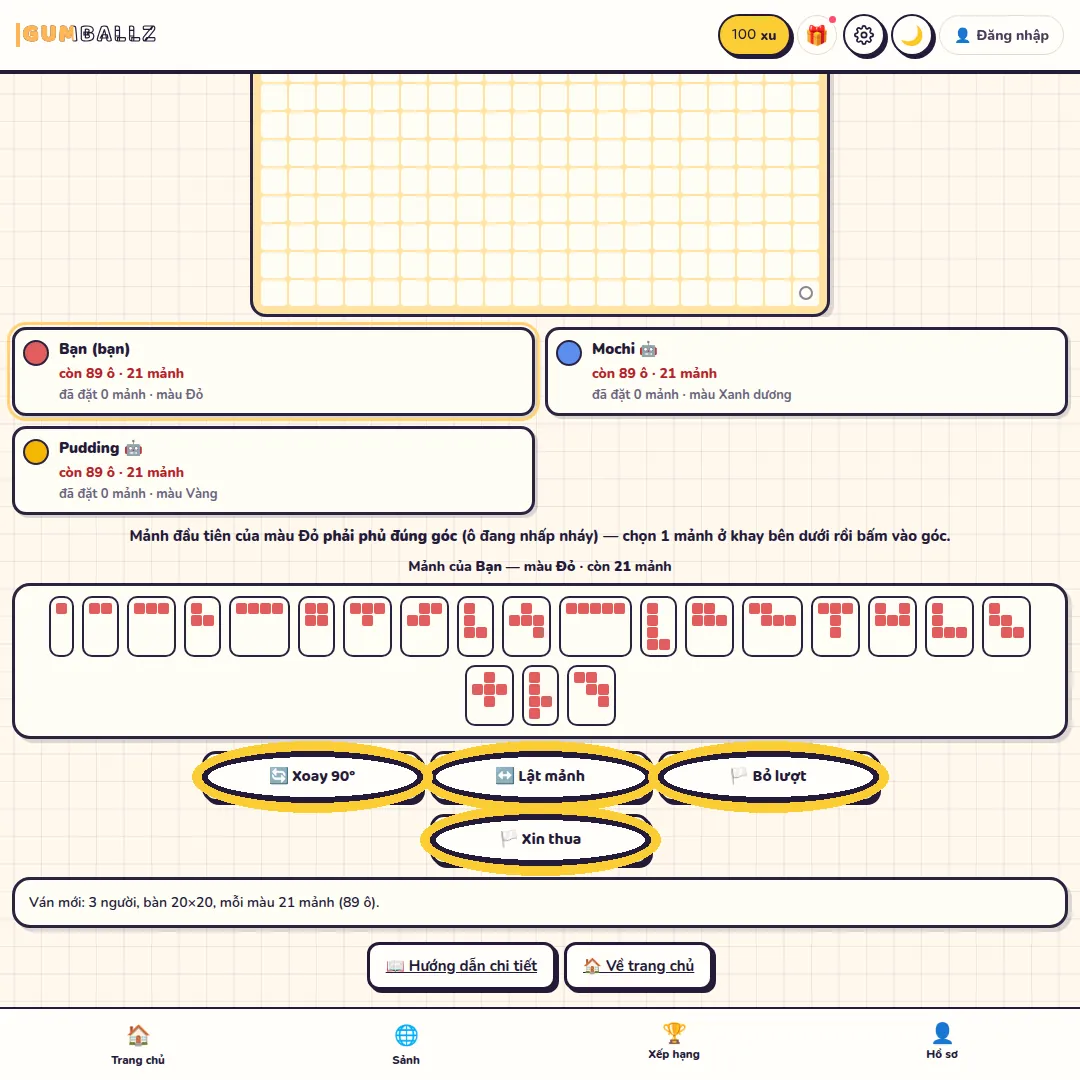 GUMBALLZ
100 xu
Đăng nhập
Bạn (bạn)
còn 89 ô · 21 mảnh
đã đặt 0 mảnh · màu Đỏ
Mochi
còn 89 ô · 21 mảnh
đã đặt 0 mảnh · màu Xanh dương
Pudding
còn 89 ô · 21 mảnh
đã đặt 0 mảnh · màu Vàng
Mảnh đầu tiên của màu Đỏ phải phủ đúng góc (ô đang nhấp nháy) — chọn 1 mảnh ở khay bên dưới rồi bấm vào góc.
Mảnh của Bạn — màu Đỏ · còn 21 mảnh
Xoay 90°
Lật mảnh
Bỏ lượt
Xin thua
Ván mới: 3 người, bàn 20×20, mỗi màu 21 mảnh (89 ô).
Hướng dẫn chi tiết
Về trang chủ
Trang chủ
Sảnh
Xếp hạng
Hồ sơ